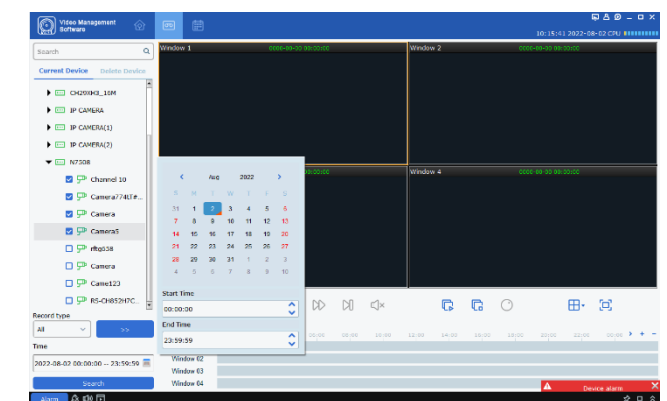 Video Management
Software
10:15:41 2022-08-02 CPU
Search
Current Device Delete Device
CH29XH3_16M
IP CAMERA
IP CAMERA(1)
IP CAMERA(2)
N7308
Channel 10
Camera774LT#...
Camera
Camera5
Camera
Came123
RS-CH852H7C...
Record type
All >>
Time
2022-08-02 00:00:00 -- 23:59:59
Search
Alarm
Window 1 0000-00-00 00:00:00
Window 2 0000-00-00 00:00:00
Window 4 0000-00-00 00:00:00
Aug 2022
S M T W T F S
31 1 2 3 4 5 6
7 8 9 10 11 12 13
14 15 16 17 18 19 20
21 22 23 24 25 26 27
28 29 30 31 1 2 3
4 5 6 7 8 9 10
Start Time
00:00:00
End Time
23:59:59
Window 02
Window 03
Window 04
Device alarm